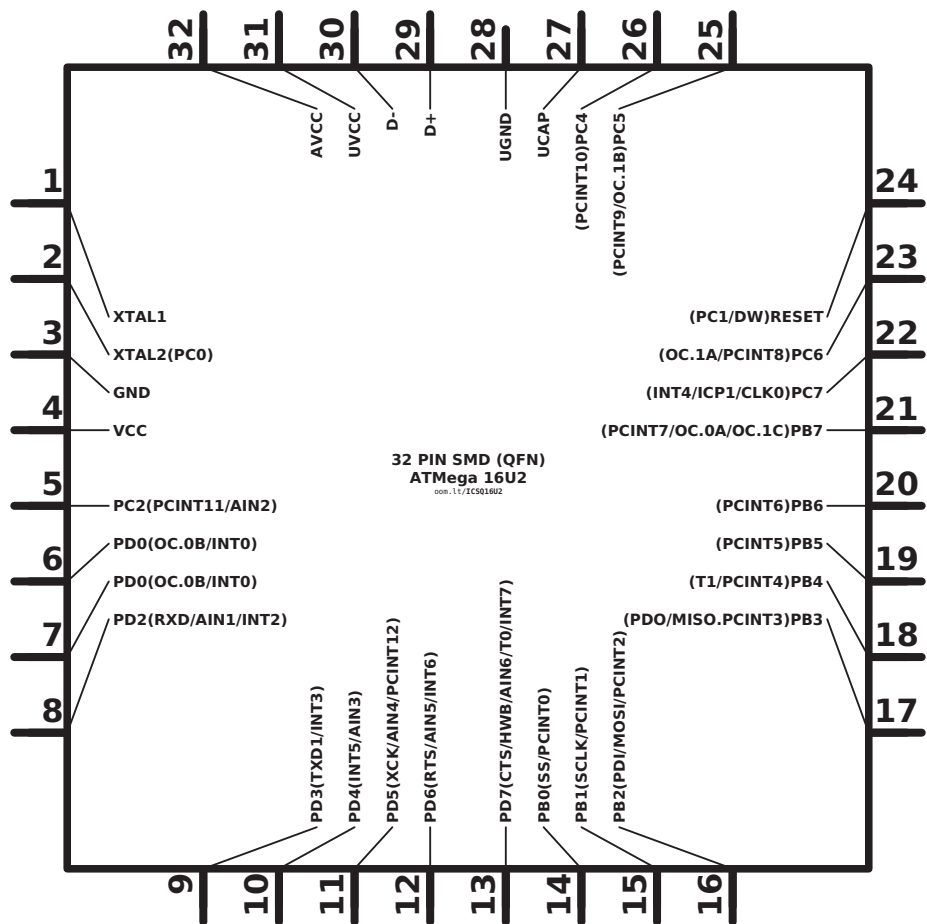 32
31
30
29
28
27
26
25
AVCC
UVCC
D-
D+
UGND
UCAP
(PCINT10)PC4
(PCINT9/OC.1B)PC5
1
2
3
4
5
6
7
8
XTAL1
XTAL2(PC0)
GND
VCC
PC2(PCINT11/AIN2)
PD0(OC.0B/INT0)
PD0(OC.0B/INT0)
PD2(RXD/AIN1/INT2)
32 PIN SMD (QFN)
ATMega 16U2
oom.lt/ICSQ16U2
24
23
22
21
20
19
18
17
(PC1/DW)RESET
(OC.1A/PCINT8)PC6
(INT4/ICP1/CLK0)PC7
(PCINT7/OC.0A/OC.1C)PB7
(PCINT6)PB6
(PCINT5)PB5
(T1/PCINT4)PB4
(PDO/MISO.PCINT3)PB3
PD3(TXD1/INT3)
PD4(INT5/AIN3)
PD5(XCK/AIN4/PCINT12)
PD6(RTS/AIN5/INT6)
PD7(CTS/HWB/AIN6/T0/INT7)
PB0(SS/PCINT0)
PB1(SCLK/PCINT1)
PB2(PDI/MOSI/PCINT2)
9
10
11
12
13
14
15
16